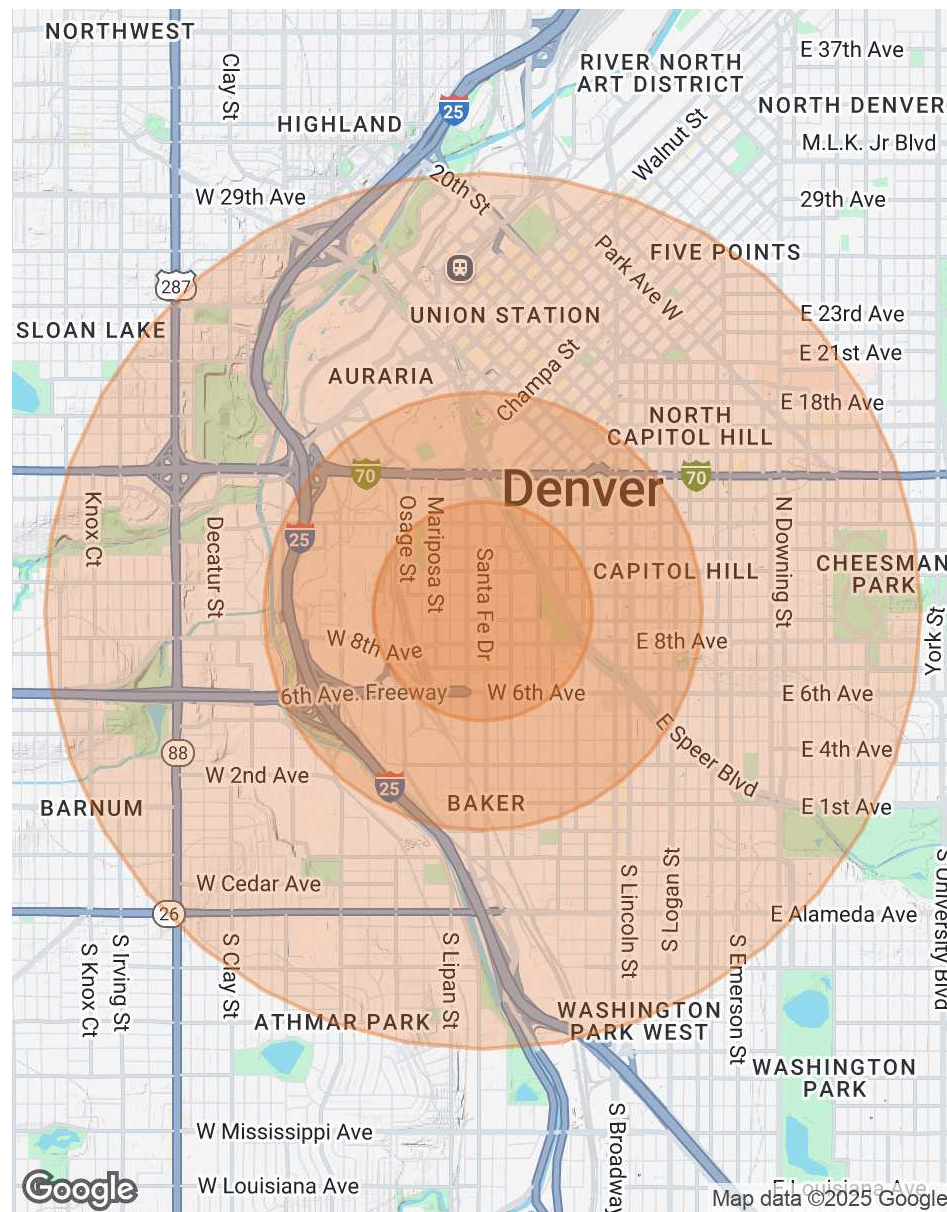 NORTHWEST
Clay St
RIVER NORTH
ART DISTRICT
E 37th Ave
25
HIGHLAND
NORTH DENVER
Walnut St
M.L.K. Jr Blvd
20th St
W 29th Ave
29th Ave
Park Ave W
FIVE POINTS
287
SLOAN LAKE
UNION STATION
E 23rd Ave
E 21st Ave
AURARIA
Champa St
E 18th Ave
NORTH
CAPITOL HILL
70
Denver
70
Knox Ct
Decatur St
25
Osage St
Mariposa St
Santa Fe Dr
N Downing St
CAPITOL HILL
CHEESMAN
PARK
W 8th Ave
E 8th Ave
York St
6th Ave. Freeway
W 6th Ave
E 6th Ave
E Speer Blvd
88
E 4th Ave
W 2nd Ave
25
BARNUM
BAKER
E 1st Ave
W Cedar Ave
S Lincoln St
S Logan St
S University Blvd
26
E Alameda Ave
S Knox Ct
S Irving St
S Clay St
S Lipan St
S Emerson St
ATHMAR PARK
WASHINGTON
PARK WEST
WASHINGTON
PARK
W Mississippi Ave
S Broadway
W Louisiana Ave
E Louisiana Ave
Google
Map data ©2025 Google